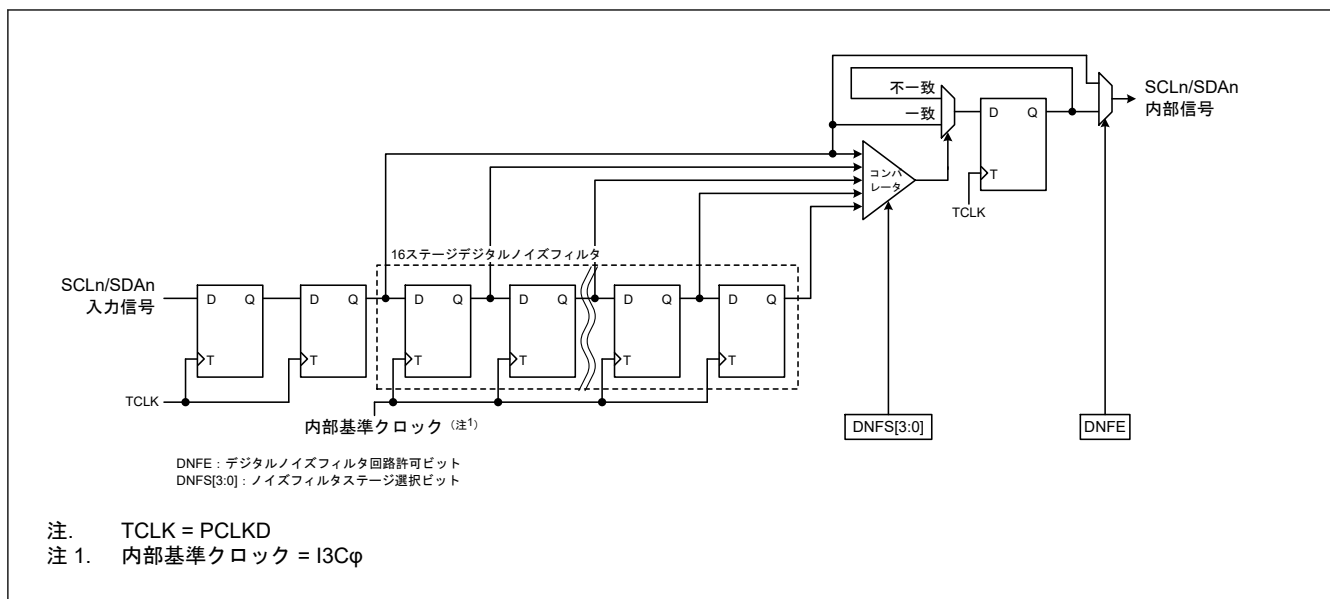 SCLn/SDAn
内部信号
不一致
一致
D
Q
T
TCLK
コンパ
レータ
16ステージデジタルノイズフィルタ
SCLn/SDAn
入力信号
D
Q
D
Q
D
Q
D
Q
D
Q
D
Q
T
T
T
T
T
T
TCLK
内部基準クロック (注1)
DNFS[3:0]
DNFE
DNFE : デジタルノイズフィルタ回路許可ビット
DNFS[3:0] : ノイズフィルタステージ選択ビット
注. TCLK = PCLKD
注 1. 内部基準クロック = I3Cφ